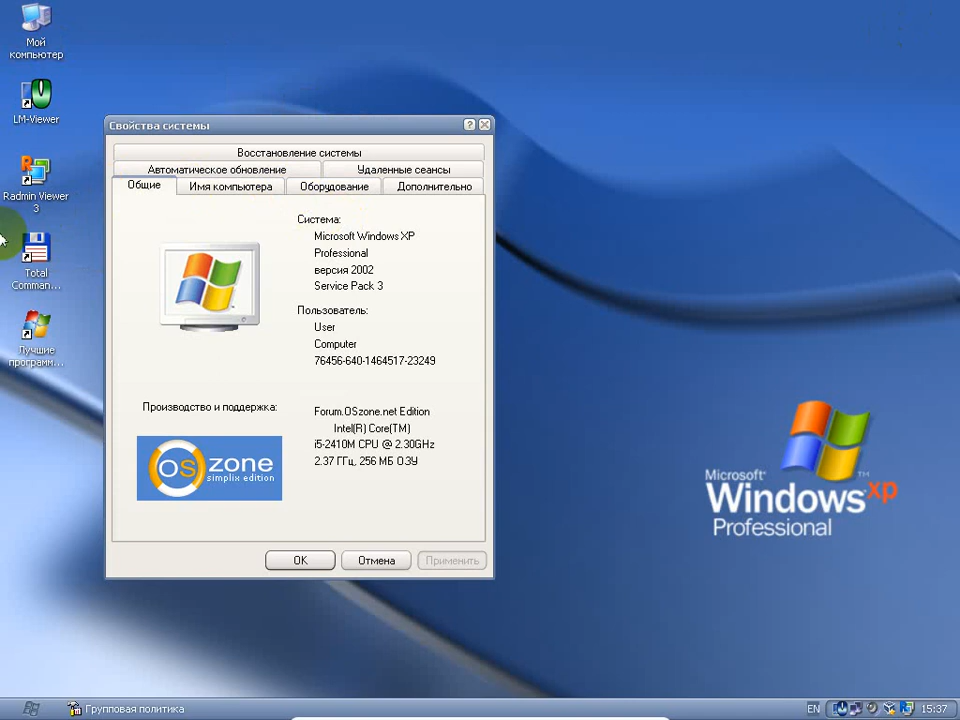 Мой
компьютер
LM-Viewer
Radmin Viewer
3
Total
Comman...
Лучшие
программ...
Свойства системы
Восстановление системы
Автоматическое обновление
Удаленные сеансы
Общие
Имя компьютера
Оборудование
Дополнительно
Система:
Microsoft Windows XP
Professional
версия 2002
Service Pack 3
Пользователь:
User
Computer
76456-640-1464517-23249
Производство и поддержка:
Forum.OSzone.net Edition
Intel(R) Core(TM)
i5-2410M CPU @ 2.30GHz
2.37 ГГц, 256 МБ ОЗУ
OS zone
simplix edition
OK
Отмена
Применить
Microsoft
Windows xp
Professional
Групповая политика
EN
15:37